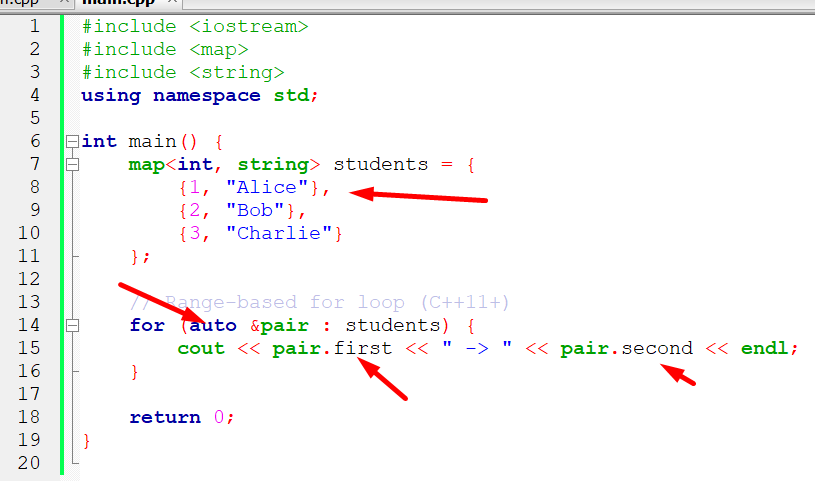 main.cpp
1 #include <iostream>
2 #include <map>
3 #include <string>
4 using namespace std;
5
6 int main() {
7 map<int, string> students = {
8 {1, "Alice"},
9 {2, "Bob"},
10 {3, "Charlie"}
11 };
12
13 // Range-based for loop (C++11+)
14 for (auto &pair : students) {
15 cout << pair.first << " -> " << pair.second << endl;
16 }
17
18 return 0;
19 }
20